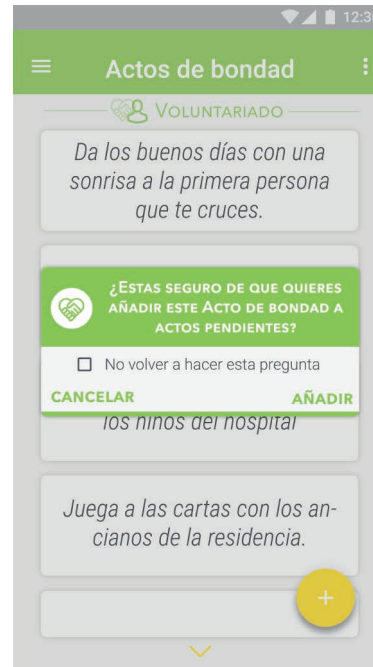 12:30
Actos de bondad
VOLUNTARIADO
Da los buenos días con una
sonrisa a la primera persona
que te cruces.
¿ESTAS SEGURO DE QUE QUIERES
AÑADIR ESTE ACTO DE BONDAD A
ACTOS PENDIENTES?
No volver a hacer esta pregunta
CANCELAR
AÑADIR
los niños del hospital
Juega a las cartas con los an-
cianos de la residencia.
+